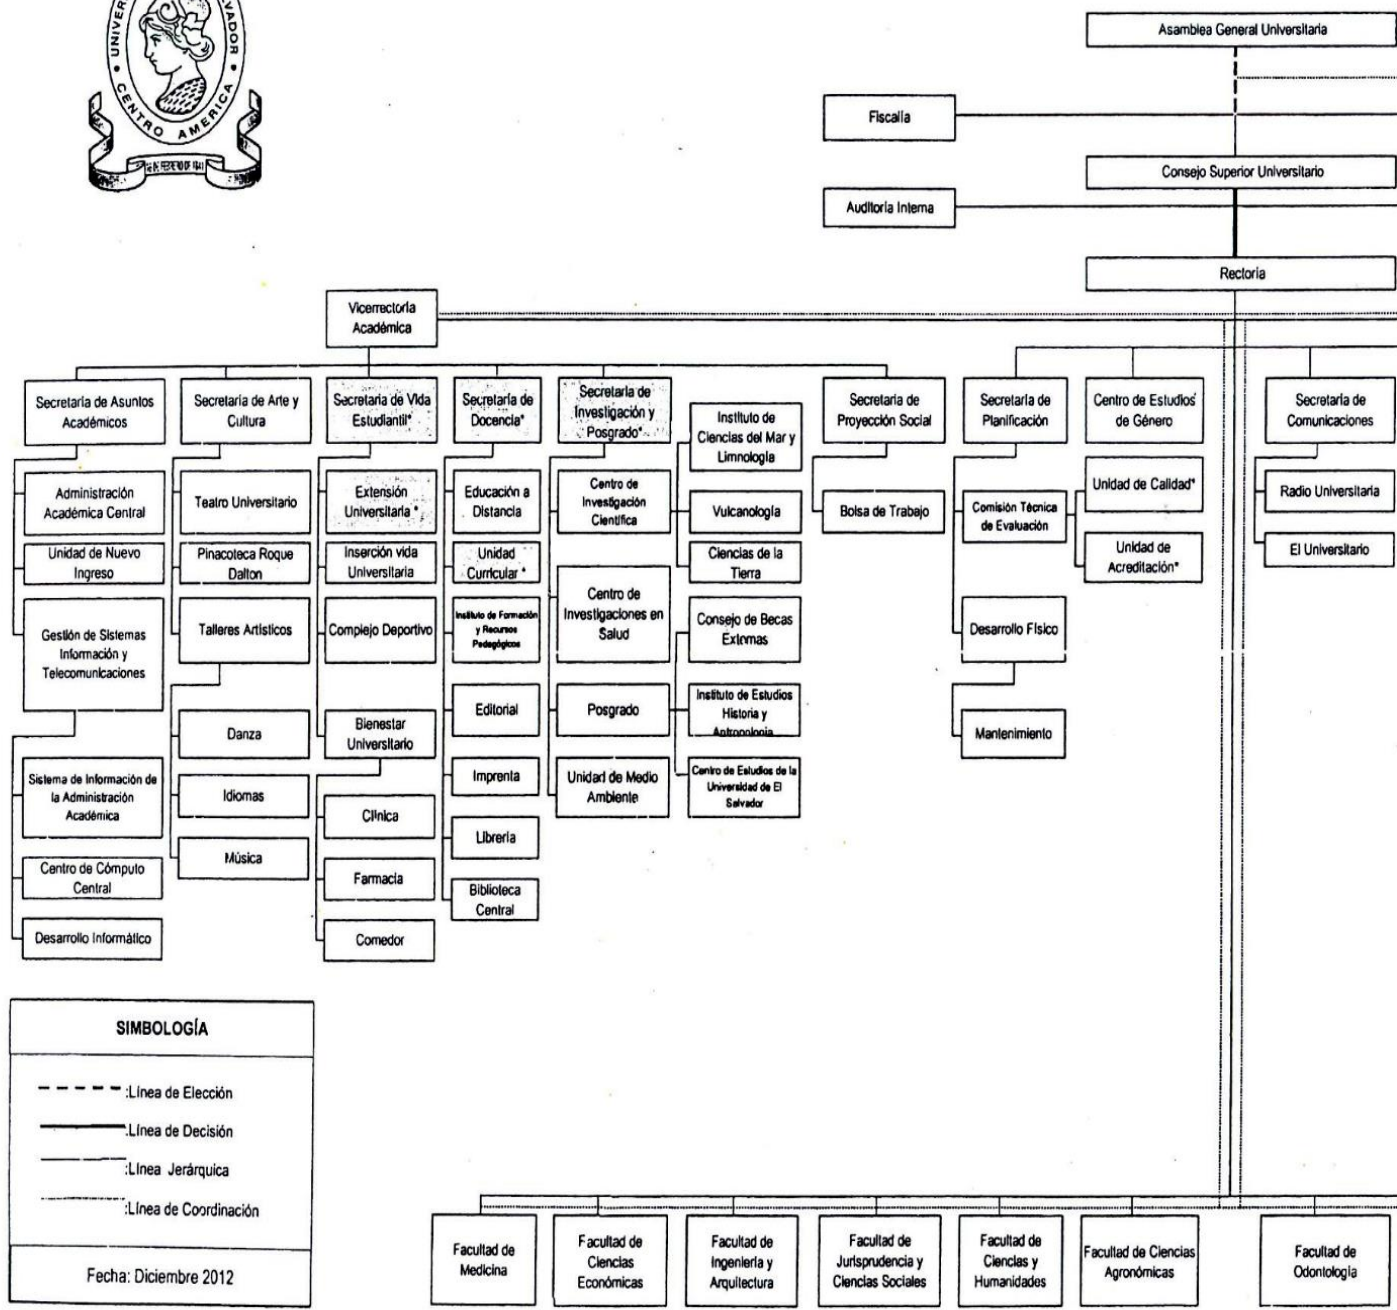 CENTRO AMERICA
Asamblea General Universitaria
Fiscalía
Consejo Superior Universitario
Auditoría Interna
Rectoría
Vicerrectoría
Académica
Secretaría de Asuntos
Académicos
Secretaría de Arte y
Cultura
Secretaría de Vida
Estudiantil*
Secretaría de
Docencia*
Secretaría de
Investigación y
Posgrado*
Secretaría de
Proyección Social
Secretaría de
Planificación
Centro de Estudios
de Género
Secretaría de
Comunicaciones
Administración
Académica Central
Unidad de Nuevo
Ingreso
Gestión de Sistemas
Información y
Telecomunicaciones
Sistema de Información de
la Administración
Académica
Centro de Cómputo
Central
Desarrollo Informático
Teatro Universitario
Pinacoteca Roque
Dalton
Talleres Artísticos
Danza
Idiomas
Música
Extensión
Universitaria *
Inserción vida
Universitaria
Complejo Deportivo
Bienestar
Universitario
Clínica
Farmacia
Comedor
Educación a
Distancia
Unidad
Curricular *
Instituto de Formación
y Recursos
Pedagógicos
Editorial
Imprenta
Librería
Biblioteca
Central
Centro de
Investigación
Científica
Centro de
Investigaciones en
Salud
Posgrado
Unidad de Medio
Ambiente
Instituto de
Ciencias del Mar y
Limnología
Vulcanología
Ciencias de la
Tierra
Consejo de Becas
Externas
Instituto de Estudios
Historia y
Antropología
Centro de Estudios de la
Universidad de El
Salvador
Bolsa de Trabajo
Comisión Técnica
de Evaluación
Desarrollo Físico
Mantenimiento
Unidad de Calidad*
Unidad de
Acreditación*
Radio Universitaria
El Universitario
SIMBOLOGÍA
:Línea de Elección
:Línea de Decisión
:Línea Jerárquica
:Línea de Coordinación
Fecha: Diciembre 2012
Facultad de
Medicina
Facultad de
Ciencias
Económicas
Facultad de
Ingeniería y
Arquitectura
Facultad de
Jurisprudencia y
Ciencias Sociales
Facultad de
Ciencias y
Humanidades
Facultad de Ciencias
Agronómicas
Facultad de
Odontología